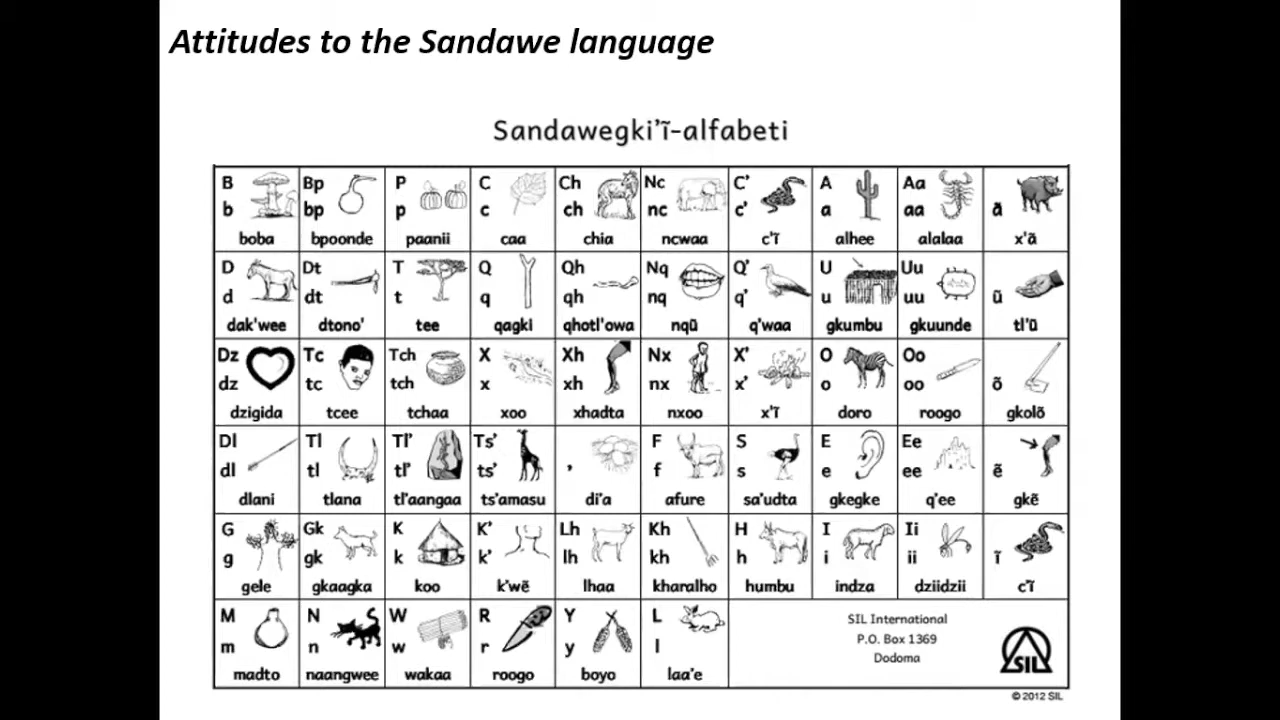 Attitudes to the Sandawe language
Sandawegki’ĩ-alfabeti
B Bp P C Ch Nc C’ A Aa
b bp p c ch nc c’ a aa ã
boba bpoonde paanii caa chia ncwaa c’ĩ alhee alalaa x'ã
D Dt T Q Qh Nq Q’ U Uu
d dt t q qh nq q’ u uu ũ
dak'wee dtono' tee qagki qhotl'owa nqũ q’waa gkumbu gkuunde tl’ũ
Dz Tc Tch X Xh Nx X’ O Oo
dz tc tch x xh nx x’ o oo õ
dzigida tcee tchaa xoo xhadta nxoo x’ĩ doro roogo gkolõ
Dl Tl Tl’ Ts’ F S E Ee
dl tl tl’ ts’ ’ f s e ee ẽ
dlani tlana tl’aangaa ts’amasu di’a afure sa’udta gkegke q’ee gkẽ
G Gk K K’ Lh Kh H I Ii
g gk k k’ lh kh h i ii ĩ
gele gkaagka koo k’wẽ lhaa kharalho humbu indza dziidzii c’ĩ
M N W R Y L
m n w r y l
madto naangwee wakaa roogo boyo laa’e
SIL International
P.O. Box 1369
Dodoma
SIL
© 2012 SIL